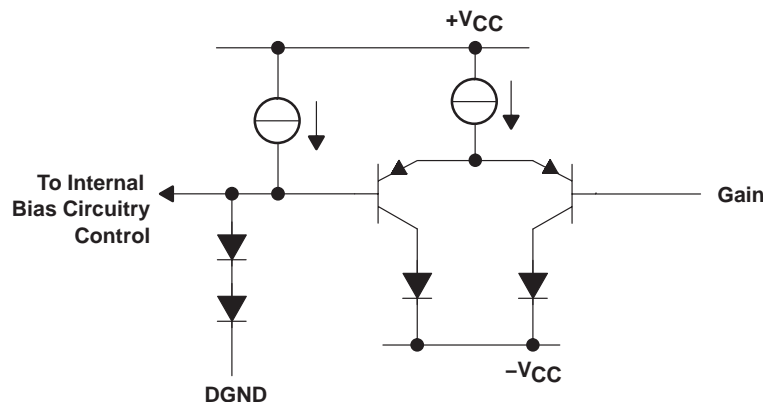 +VCC
To Internal
Bias Circuitry
Control
Gain
–VCC
DGND